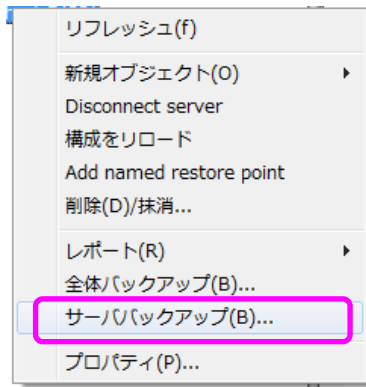 リフレッシュ(f)
新規オブジェクト(O)
Disconnect server
構成をリロード
Add named restore point
削除(D)/抹消...
レポート(R)
全体バックアップ(B)...
サーババックアップ(B)...
プロパティ(P)...